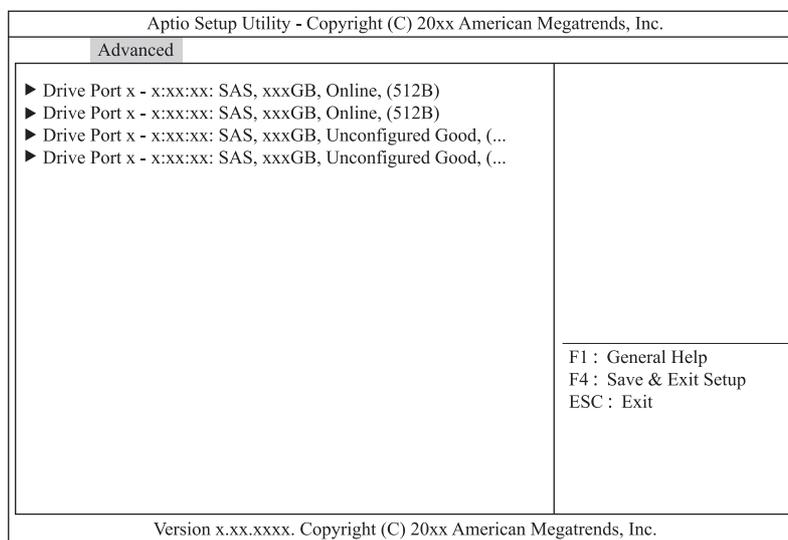 Aptio Setup Utility - Copyright (C) 20xx American Megatrends, Inc.
Advanced
▶ Drive Port x - x:xx:xx: SAS, xxxGB, Online, (512B)
▶ Drive Port x - x:xx:xx: SAS, xxxGB, Online, (512B)
▶ Drive Port x - x:xx:xx: SAS, xxxGB, Unconfigured Good, (...
▶ Drive Port x - x:xx:xx: SAS, xxxGB, Unconfigured Good, (...
F1 : General Help
F4 : Save & Exit Setup
ESC : Exit
Version x.xx.xxxx. Copyright (C) 20xx American Megatrends, Inc.